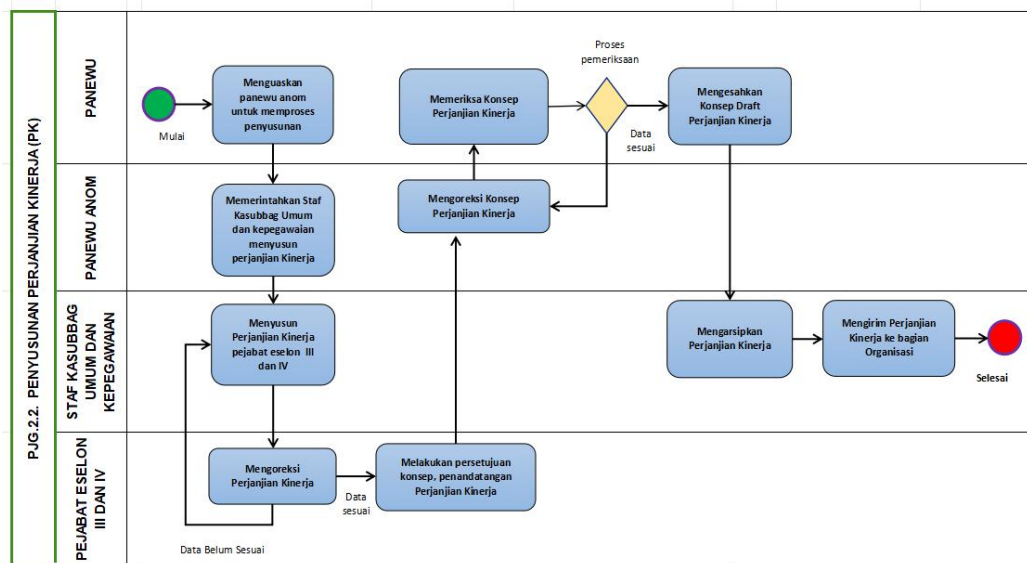 PJG.2.2. PENYUSUNAN PERJANJIAN KINERJA (PK)
PANEWU
Mulai
Menguaskan
panewu anom
untuk memproses
penyusunan
Memeriksa Konsep
Perjanjian Kinerja
Proses
pemeriksaan
Data
sesuai
Mengesahkan
Konsep Draft
Perjanjian Kinerja
PANEWU ANOM
Memerintahkan Staf
Kasubbag Umum
dan kepegawaian
menyusun
perjanjian Kinerja
Mengoreksi Konsep
Perjanjian Kinerja
STAF KASUBBAG
UMUM DAN
KEPEGAWAIAN
Menyusun
Perjanjian Kinerja
pejabat eselon III
dan IV
Mengarsipkan
Perjanjian Kinerja
Mengirim Perjanjian
Kinerja ke bagian
Organisasi
Selesai
PEJABAT ESELON
III DAN IV
Mengoreksi
Perjanjian Kinerja
Data
sesuai
Melakukan persetujuan
konsep, penandatangan
Perjanjian Kinerja
Data Belum Sesuai